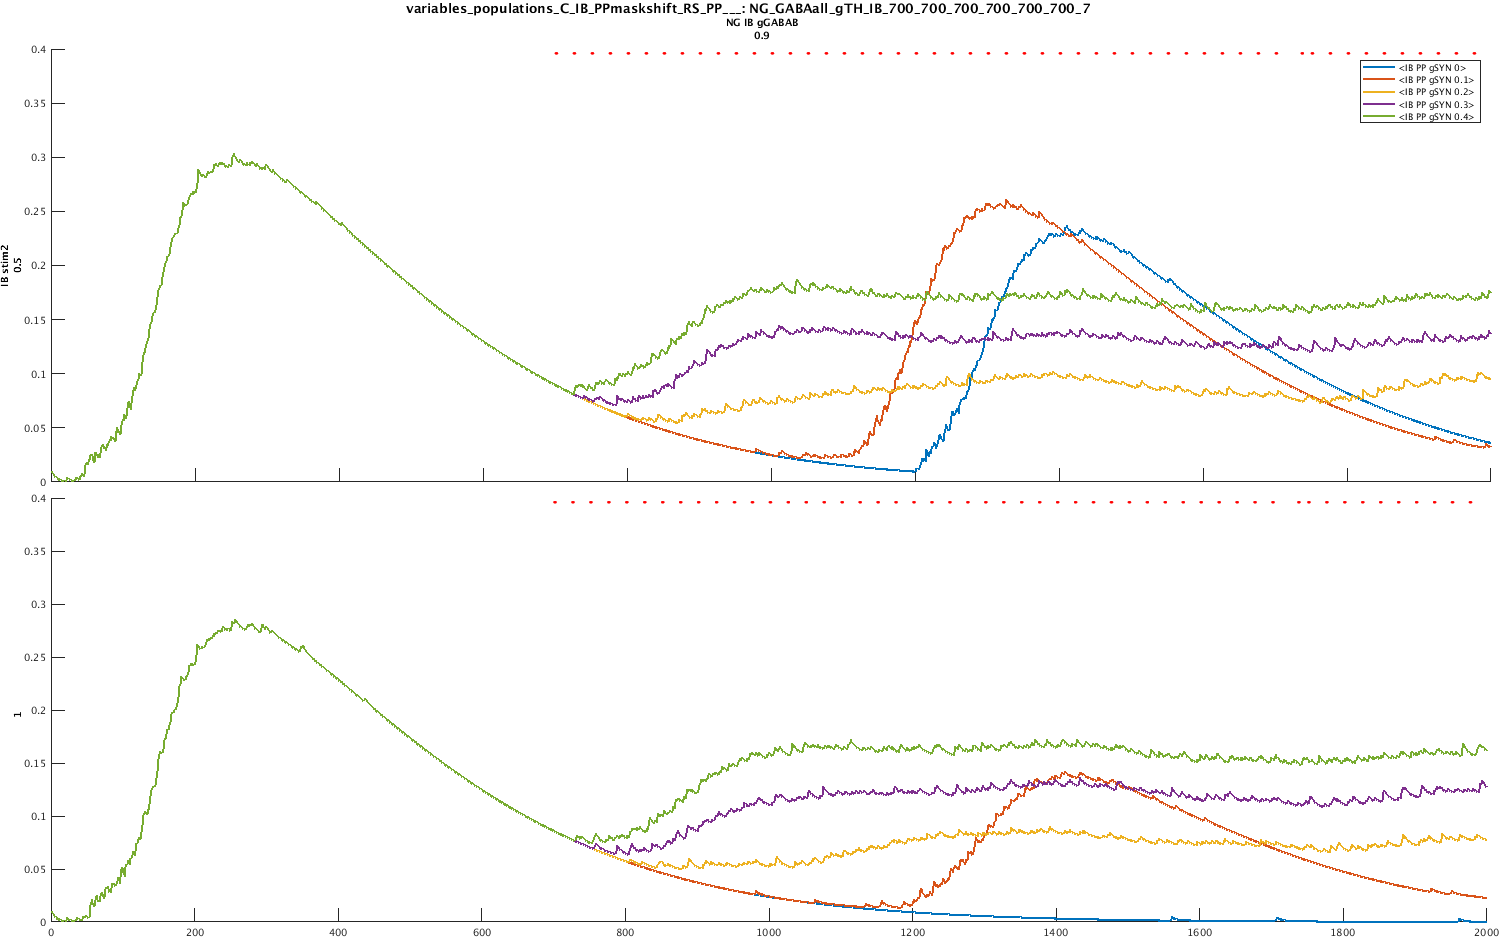 variables_populations_C_IB_PPmaskshift_RS_PP___: NG_GABAall_gTH_IB_700_700_700_700_700_700_7
NG IB gGABAB
0.9
0.4
0.35
0.3
0.25
0.2
0.15
0.1
0.05
0
IB stim2
0.5
<IB PP gSYN 0>
<IB PP gSYN 0.1>
<IB PP gSYN 0.2>
<IB PP gSYN 0.3>
<IB PP gSYN 0.4>
0.4
0.35
0.3
0.25
0.2
0.15
0.1
0.05
0
1
0 200 400 600 800 1000 1200 1400 1600 1800 2000